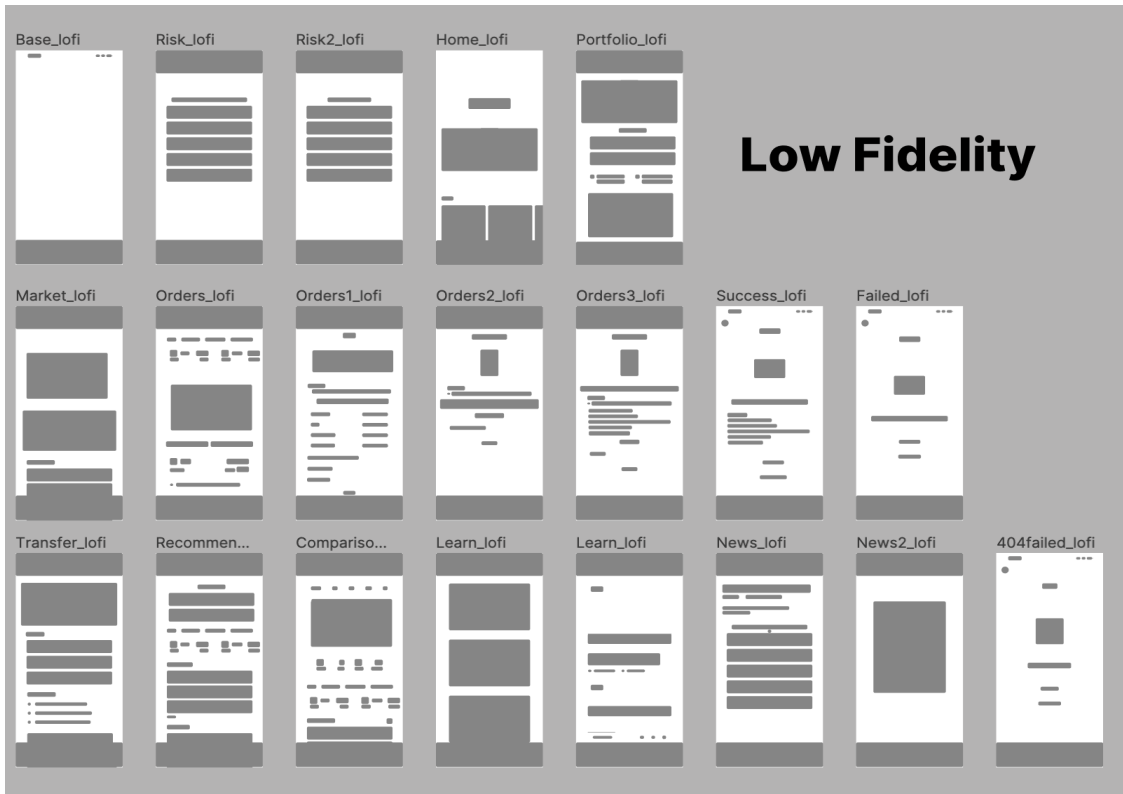 Base_lofi
Risk_lofi
Risk2_lofi
Home_lofi
Portfolio_lofi
Low Fidelity
Market_lofi
Orders_lofi
Orders1_lofi
Orders2_lofi
Orders3_lofi
Success_lofi
Failed_lofi
Transfer_lofi
Recommen...
Compariso...
Learn_lofi
Learn_lofi
News_lofi
News2_lofi
404failed_lofi